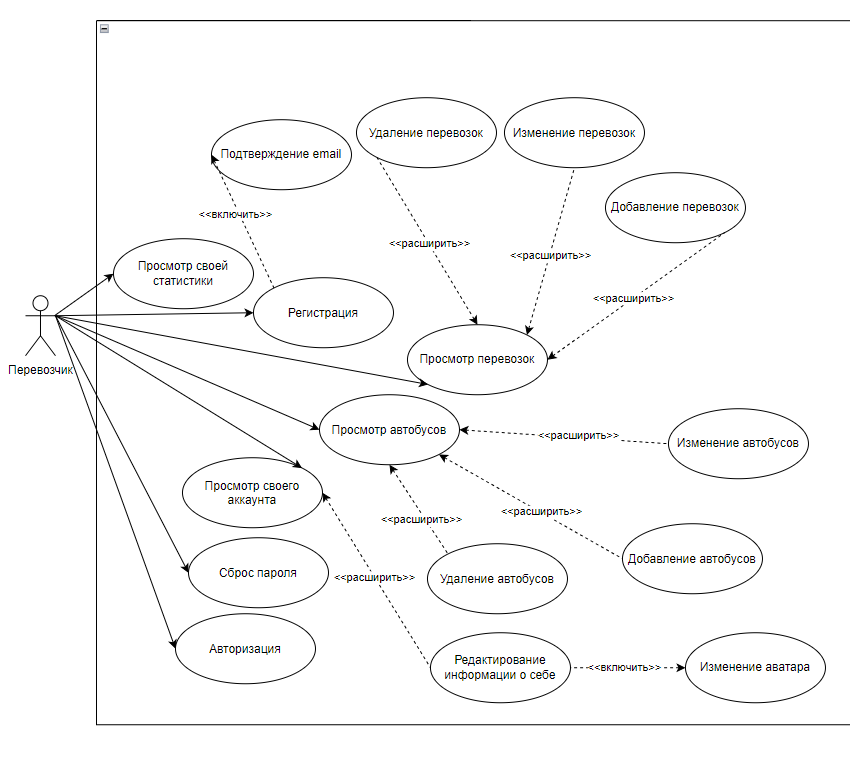 Удаление перевозок
Изменение перевозок
Подтверждение email
Добавление перевозок
<<включить>>
<<расширить>>
<<расширить>>
<<расширить>>
Просмотр своей
статистики
Регистрация
Просмотр перевозок
Перевозчик
Просмотр автобусов
<<расширить>>
Изменение автобусов
Просмотр своего
аккаунта
<<расширить>>
<<расширить>>
Добавление автобусов
Сброс пароля
<<расширить>>
Удаление автобусов
Авторизация
Редактирование
информации о себе
<<включить>>
Изменение аватара